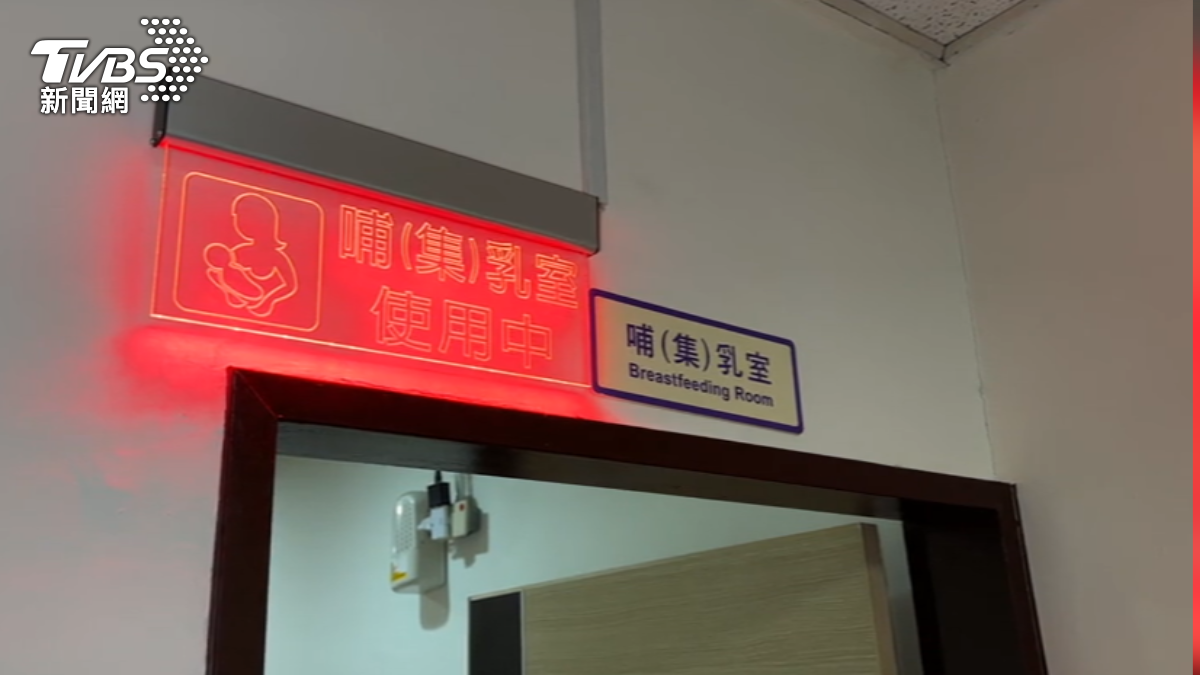 TVBS
新聞網
哺(集)乳室
使用中
哺(集)乳室
Breastfeeding Room